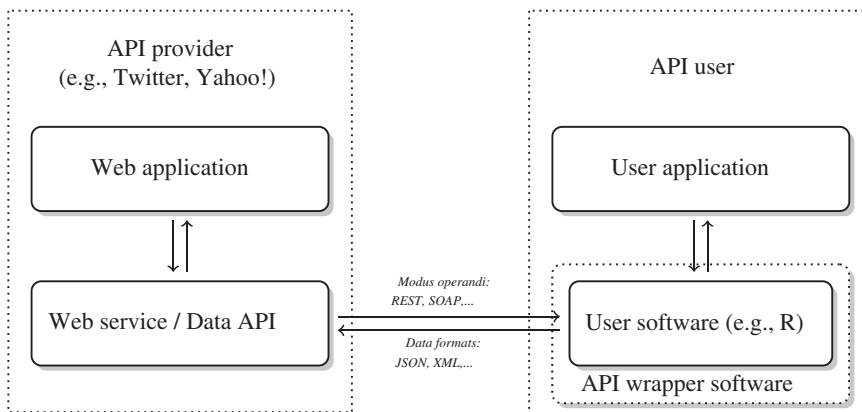 API provider
(e.g., Twitter, Yahoo!)
Web application
Web service / Data API
Modus operandi:
REST, SOAP,...
Data formats:
JSON, XML,...
API user
User application
User software (e.g., R)
API wrapper software